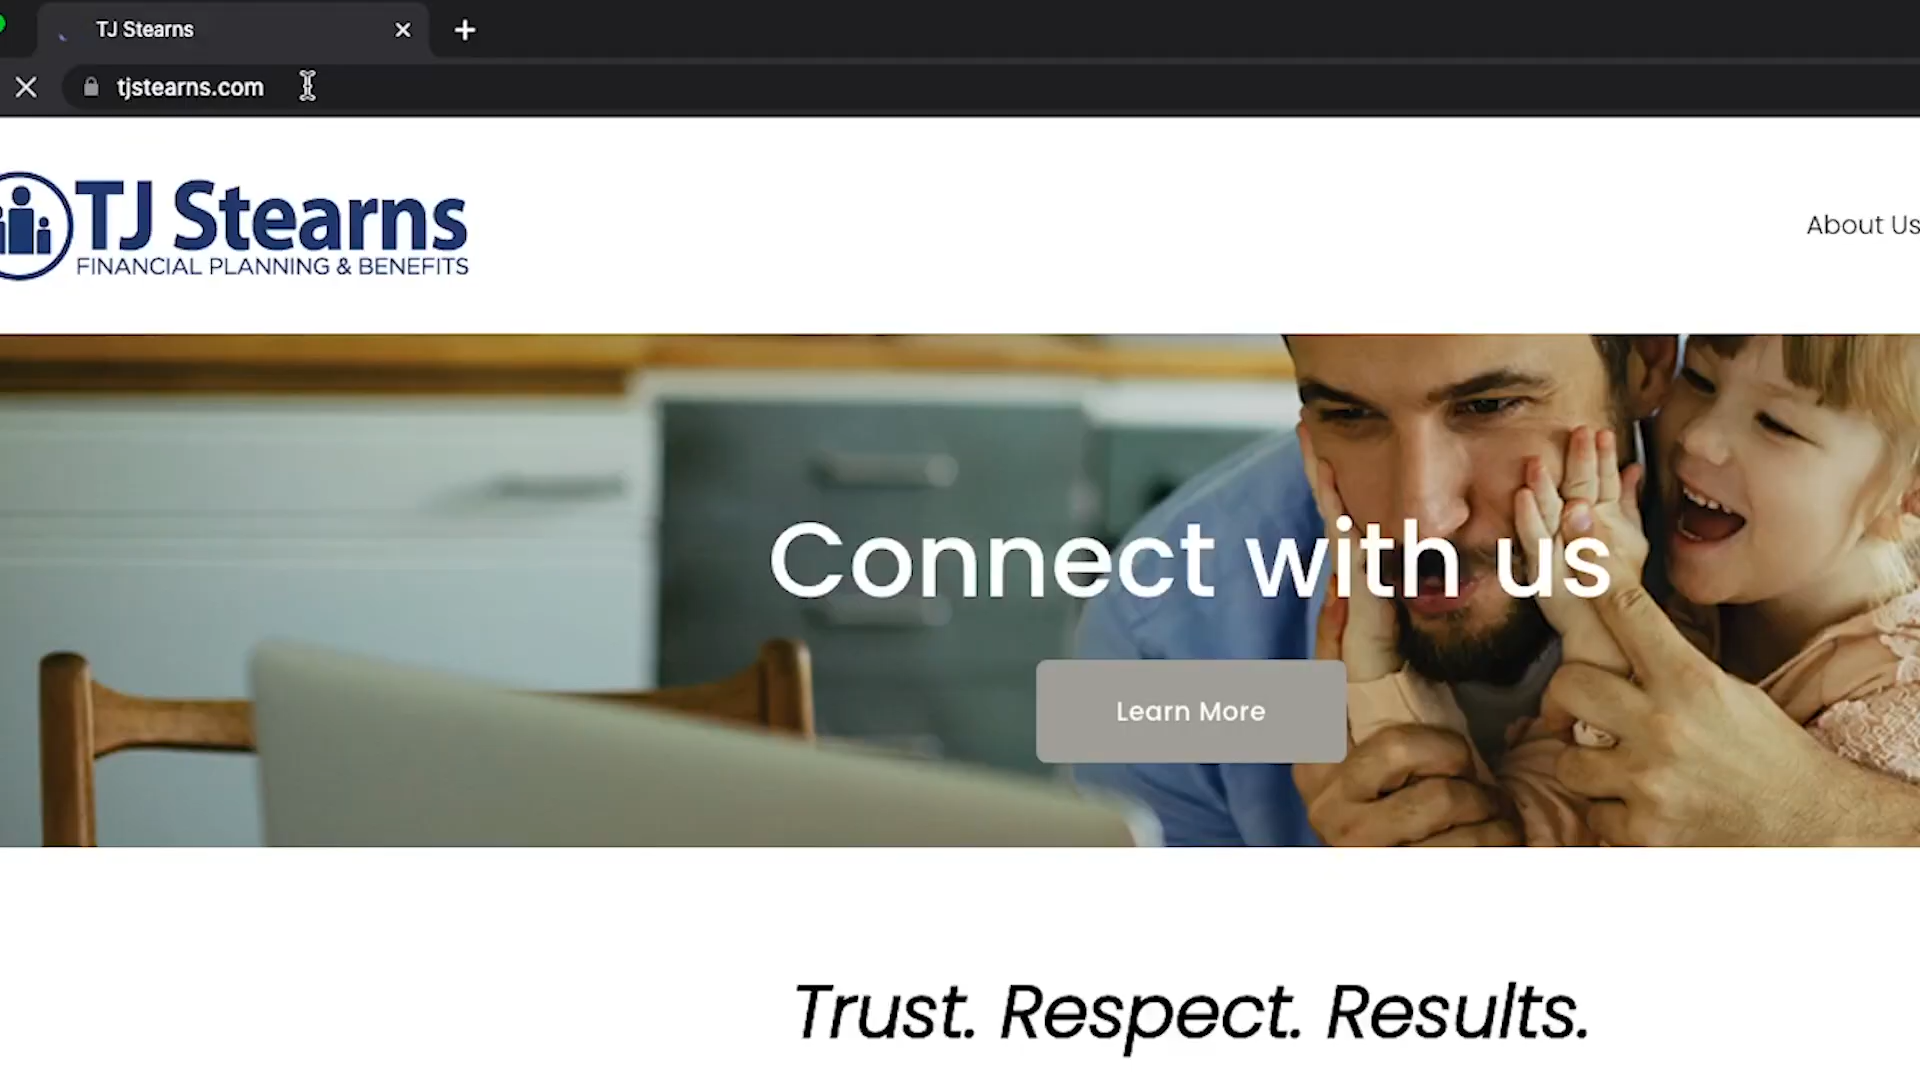 TJ Stearns
tjstearns.com
TJ Stearns
FINANCIAL PLANNING & BENEFITS
About Us
Connect with us
Learn More
Trust. Respect. Results.